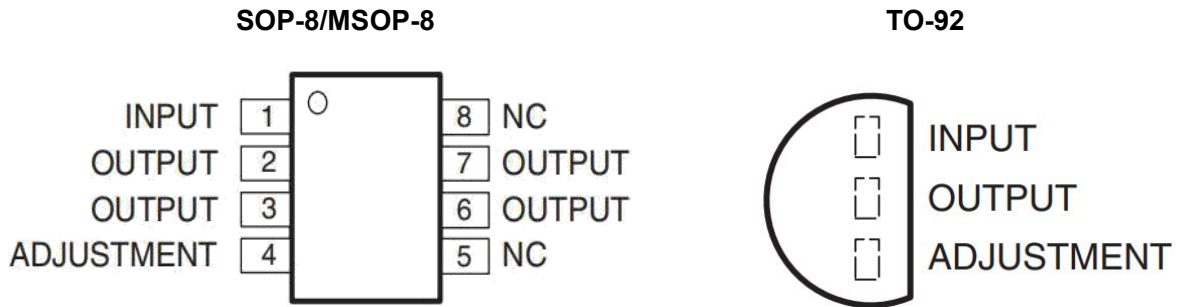 SOP-8/MSOP-8
TO-92
INPUT 1 8 NC
OUTPUT 2 7 OUTPUT
OUTPUT 3 6 OUTPUT
ADJUSTMENT 4 5 NC
INPUT
OUTPUT
ADJUSTMENT